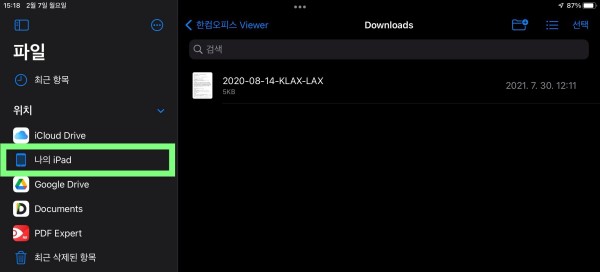 15:18 2월 7일 월요일
87%
파일
최근 항목
위치
iCloud Drive
나의 iPad
Google Drive
Documents
PDF Expert
최근 삭제된 항목
한컴오피스 Viewer
Downloads
선택
검색
2020-08-14-KLAX-LAX
5KB
2021. 7. 30. 12:11